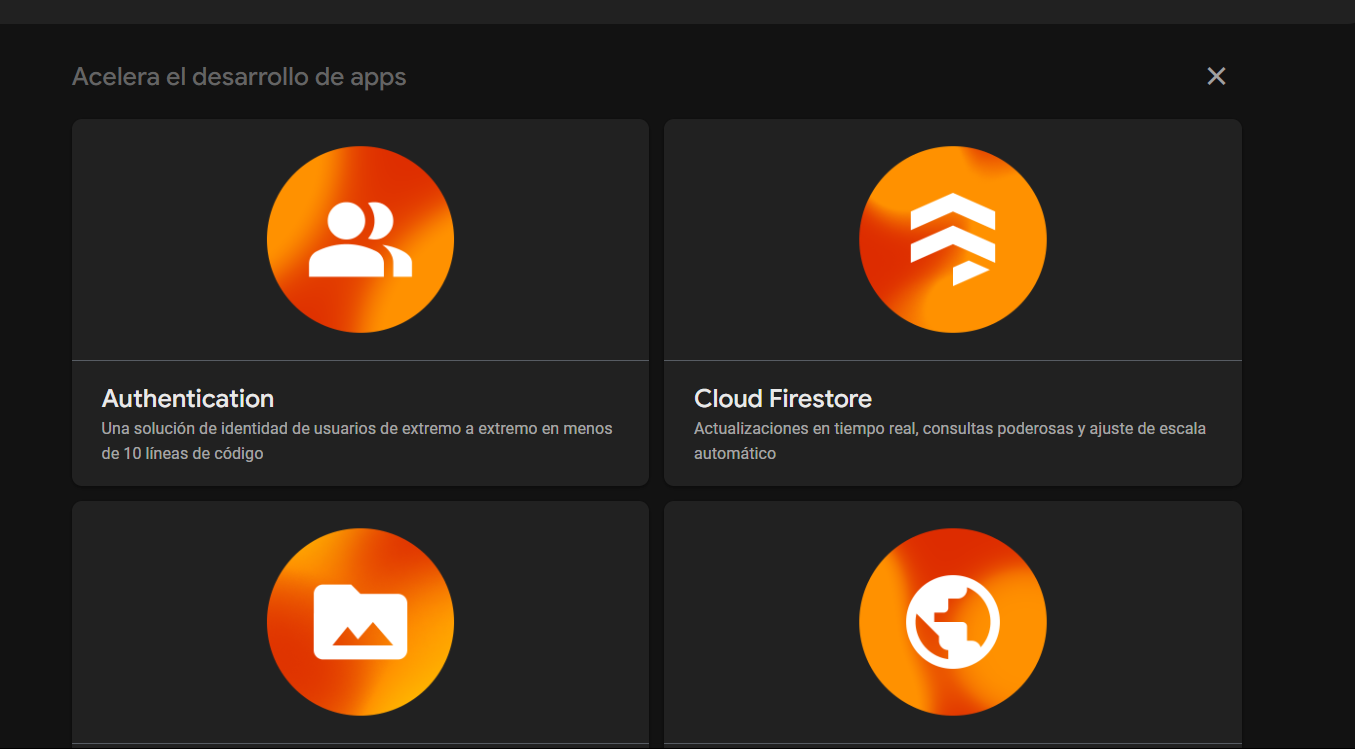 Acelera el desarrollo de apps
Authentication
Una solución de identidad de usuarios de extremo a extremo en menos
de 10 líneas de código
Cloud Firestore
Actualizaciones en tiempo real, consultas poderosas y ajuste de escala
automático